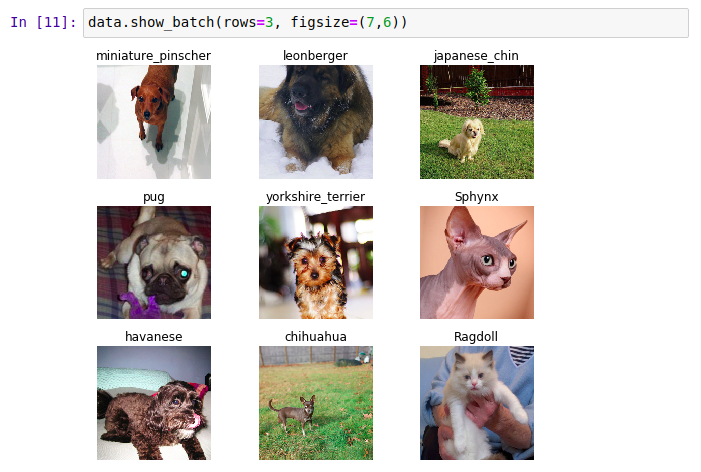 In [11]: data.show_batch(rows=3, figsize=(7,6))
miniature_pinscher leonberger japanese_chin
pug yorkshire_terrier Sphynx
havanese chihuahua Ragdoll